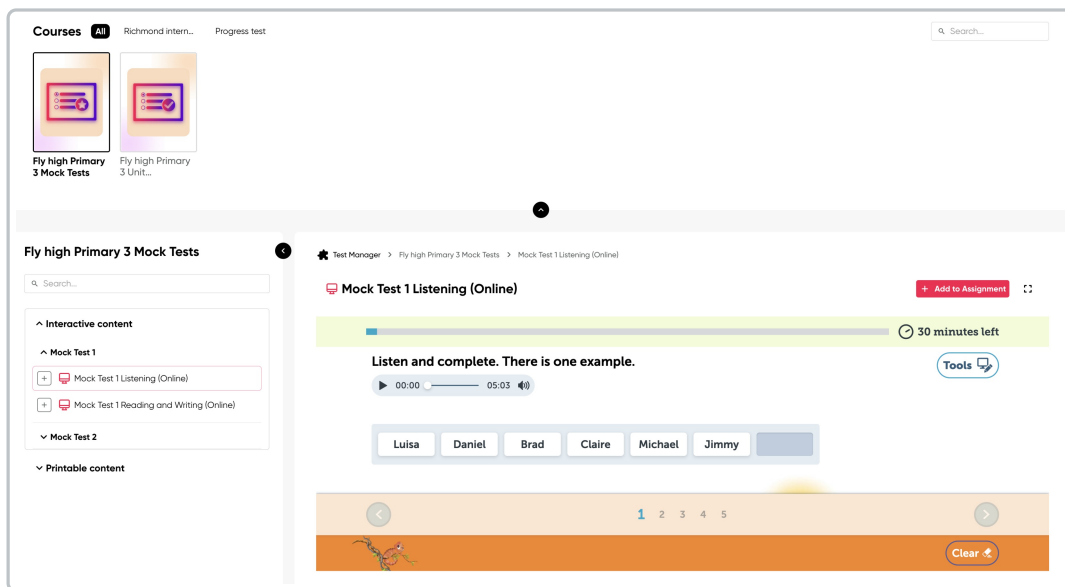 Courses All Richmond intern... Progress test Search...
Fly high Primary
3 Mock Tests
Fly high Primary
3 Unit...
Fly high Primary 3 Mock Tests
Search...
Interactive content
Mock Test 1
Mock Test 1 Listening (Online)
Mock Test 1 Reading and Writing (Online)
Mock Test 2
Printable content
Test Manager > Fly high Primary 3 Mock Tests > Mock Test 1 Listening (Online)
Mock Test 1 Listening (Online)
+ Add to Assignment
30 minutes left
Listen and complete. There is one example.
Tools
00:00 05:03
Luisa Daniel Brad Claire Michael Jimmy
1 2 3 4 5
Clear